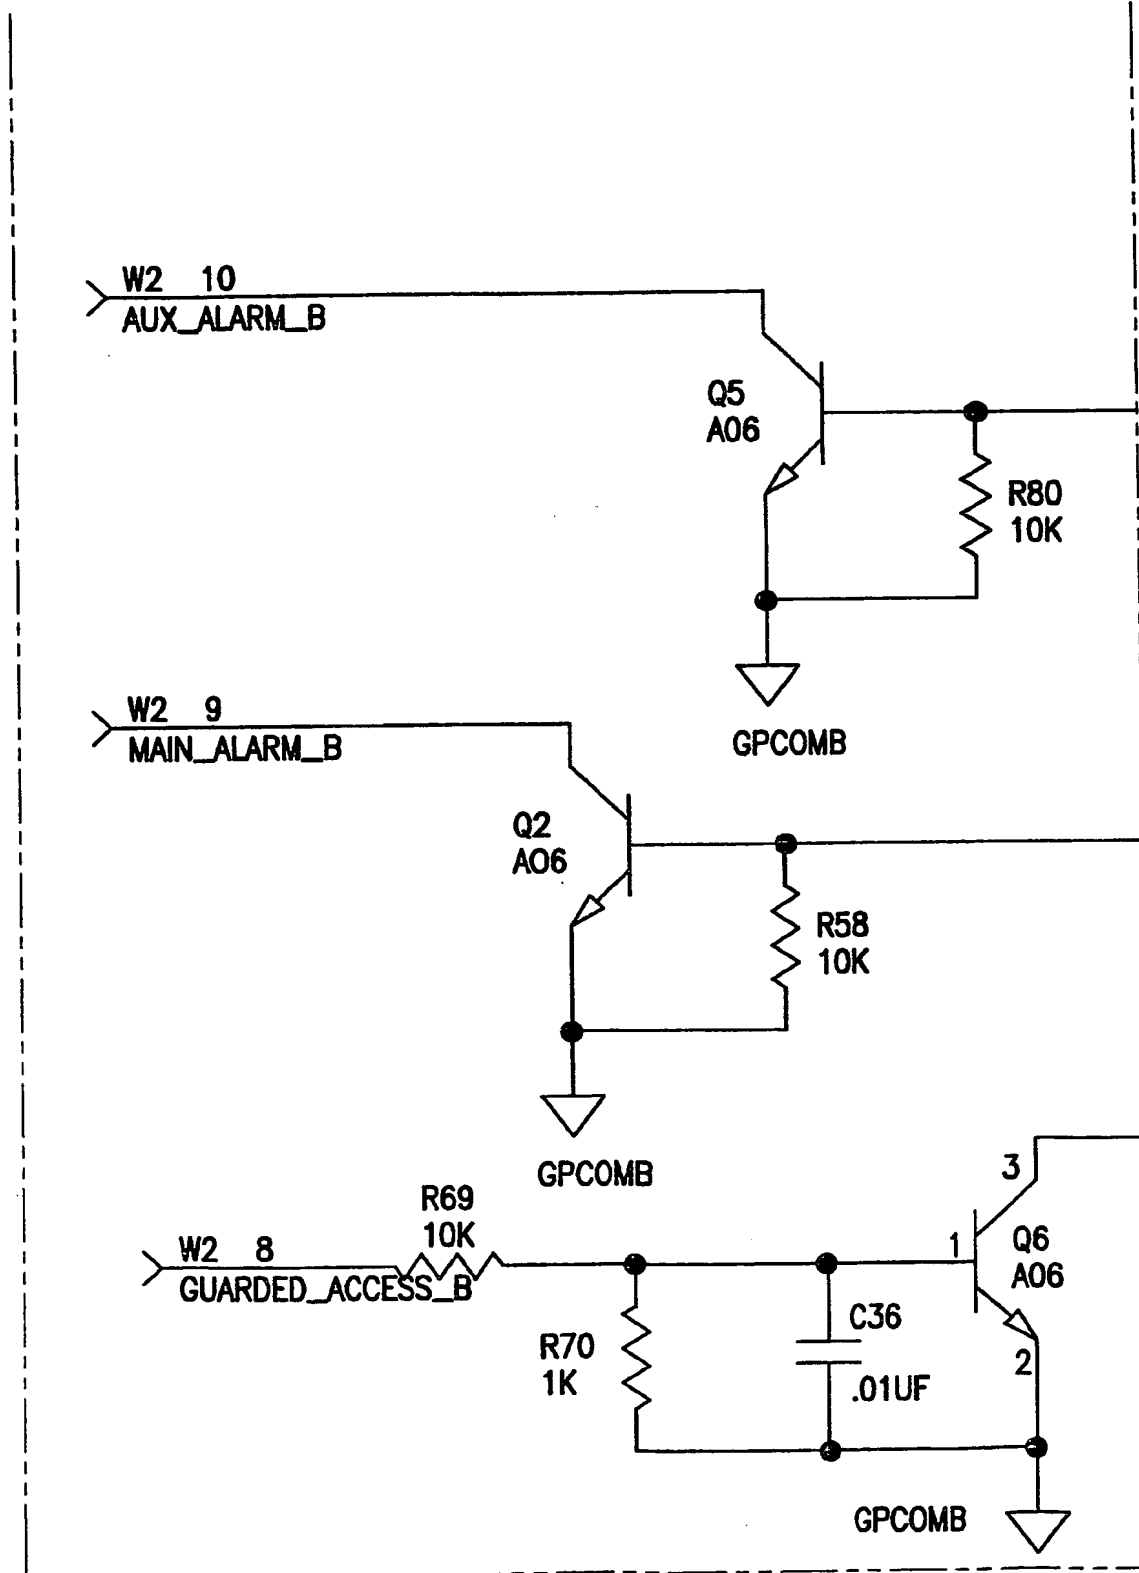 W2 10
AUX_ALARM_B
Q5
A06
R80
10K
GPCOMB
W2 9
MAIN_ALARM_B
Q2
A06
R58
10K
GPCOMB
R69
10K
W2 8
GUARDED_ACCESS_B
3
1
Q6
A06
R70
1K
C36
.01UF
2
GPCOMB